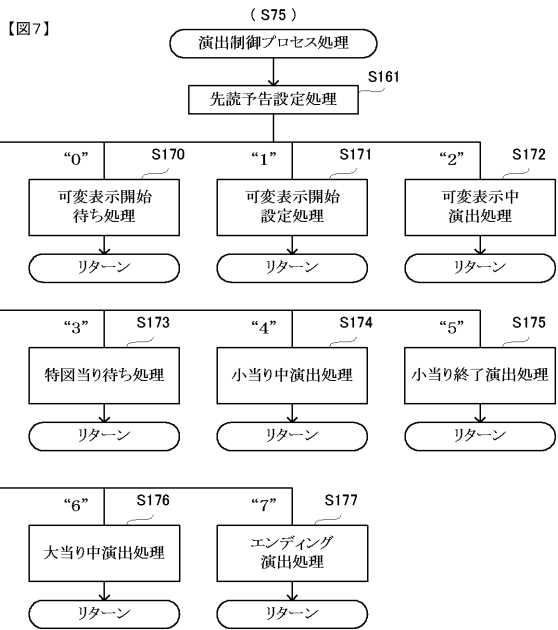 （S75）
【図7】
演出制御プロセス処理
S161
先読予告設定処理
“0” S170 “1” S171 “2” S172
可変表示開始
待ち処理
可変表示開始
設定処理
可変表示中
演出処理
リターン リターン リターン
“3” S173 “4” S174 “5” S175
特図当り待ち処理 小当り中演出処理 小当り終了演出処理
リターン リターン リターン
“6” S176 “7” S177
大当り中演出処理
エンディング
演出処理
リターン リターン